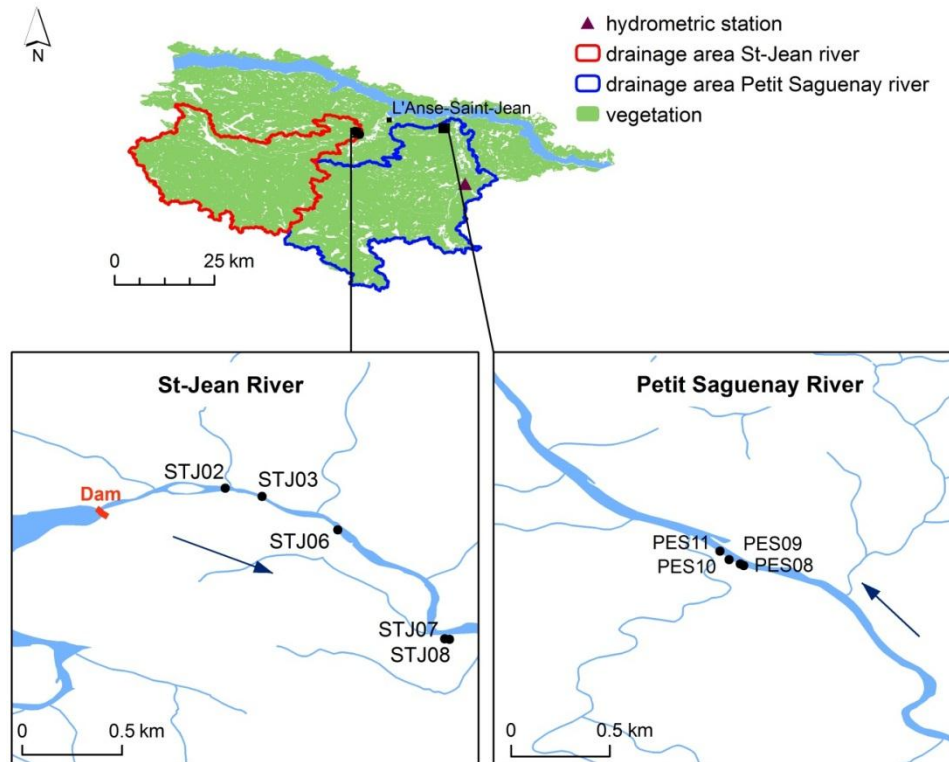 N
hydrometric station
drainage area St-Jean river
drainage area Petit Saguenay river
vegetation
L'Anse-Saint-Jean
0 25 km
St-Jean River
Dam
STJ02
STJ03
STJ06
STJ07
STJ08
0 0.5 km
Petit Saguenay River
PES11 PES09
PES10 PES08
0 0.5 km